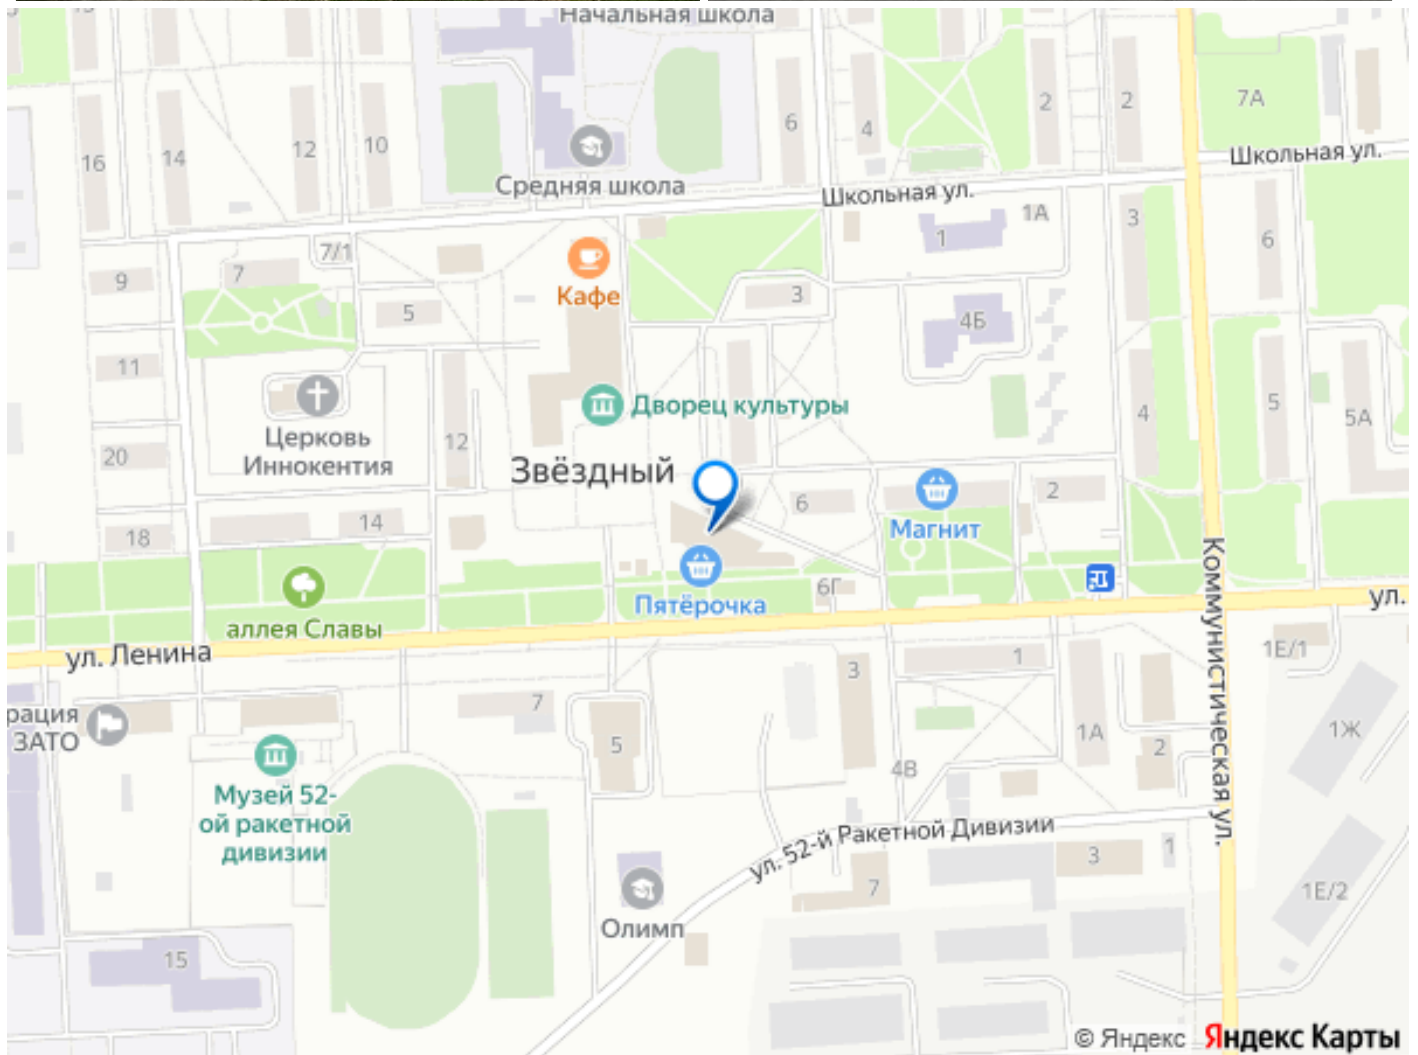 Начальная школа
15
13
16
14
12
10
6
4
2
2
7А
Средняя школа
Школьная ул.
Школьная ул.
9
7
7/1
Кафе
1
1А
3
6
5
3
4Б
11
Церковь
Иннокентия
12
Дворец культуры
4
5
5А
20
Звёздный
18
14
6
Магнит
2
аллея Славы
Пятёрочка
6Г
ул. Ленина
ул.
Коммунистическая ул.
1Е/1
рация
ЗАТО
7
5
3
1
1А
2
1Ж
4В
Музей 52-
ой ракетной
дивизии
ул. 52-й Ракетной Дивизии
3
1
7
1Е/2
Олимп
15
© Яндекс Яндекс Карты